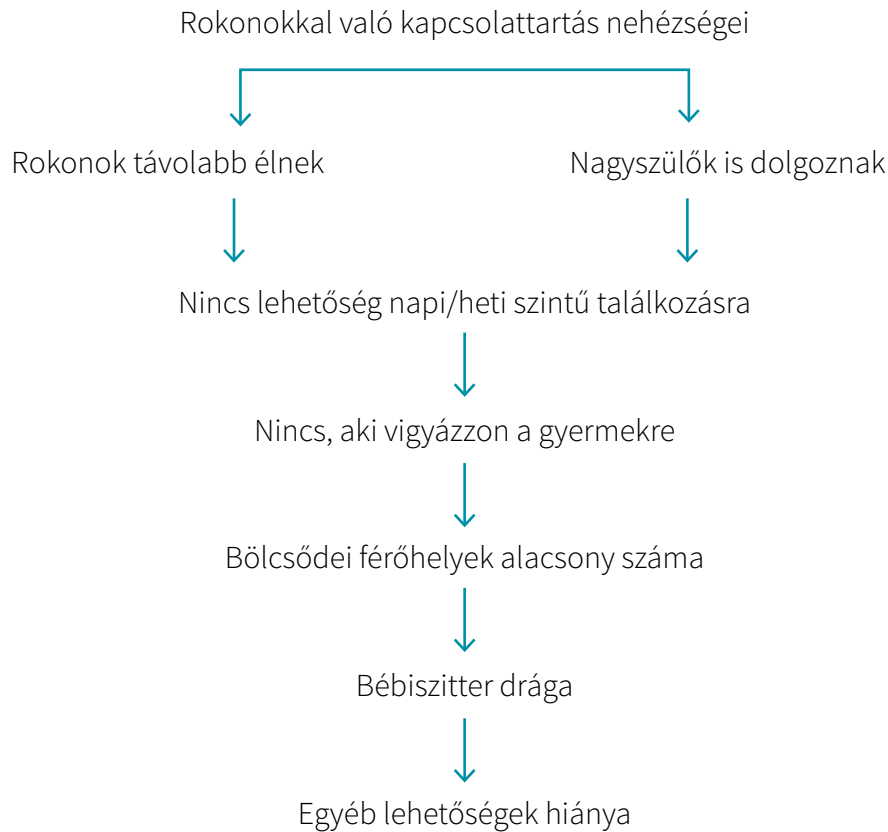 Rokonokkal való kapcsolattartás nehézségei
Rokonok távolabb élnek
Nagyszülők is dolgoznak
Nincs lehetőség napi/heti szintű találkozásra
Nincs, aki vigyázzon a gyermekre
Bölcsődei férőhelyek alacsony száma
Bébiszitter drága
Egyéb lehetőségek hiánya